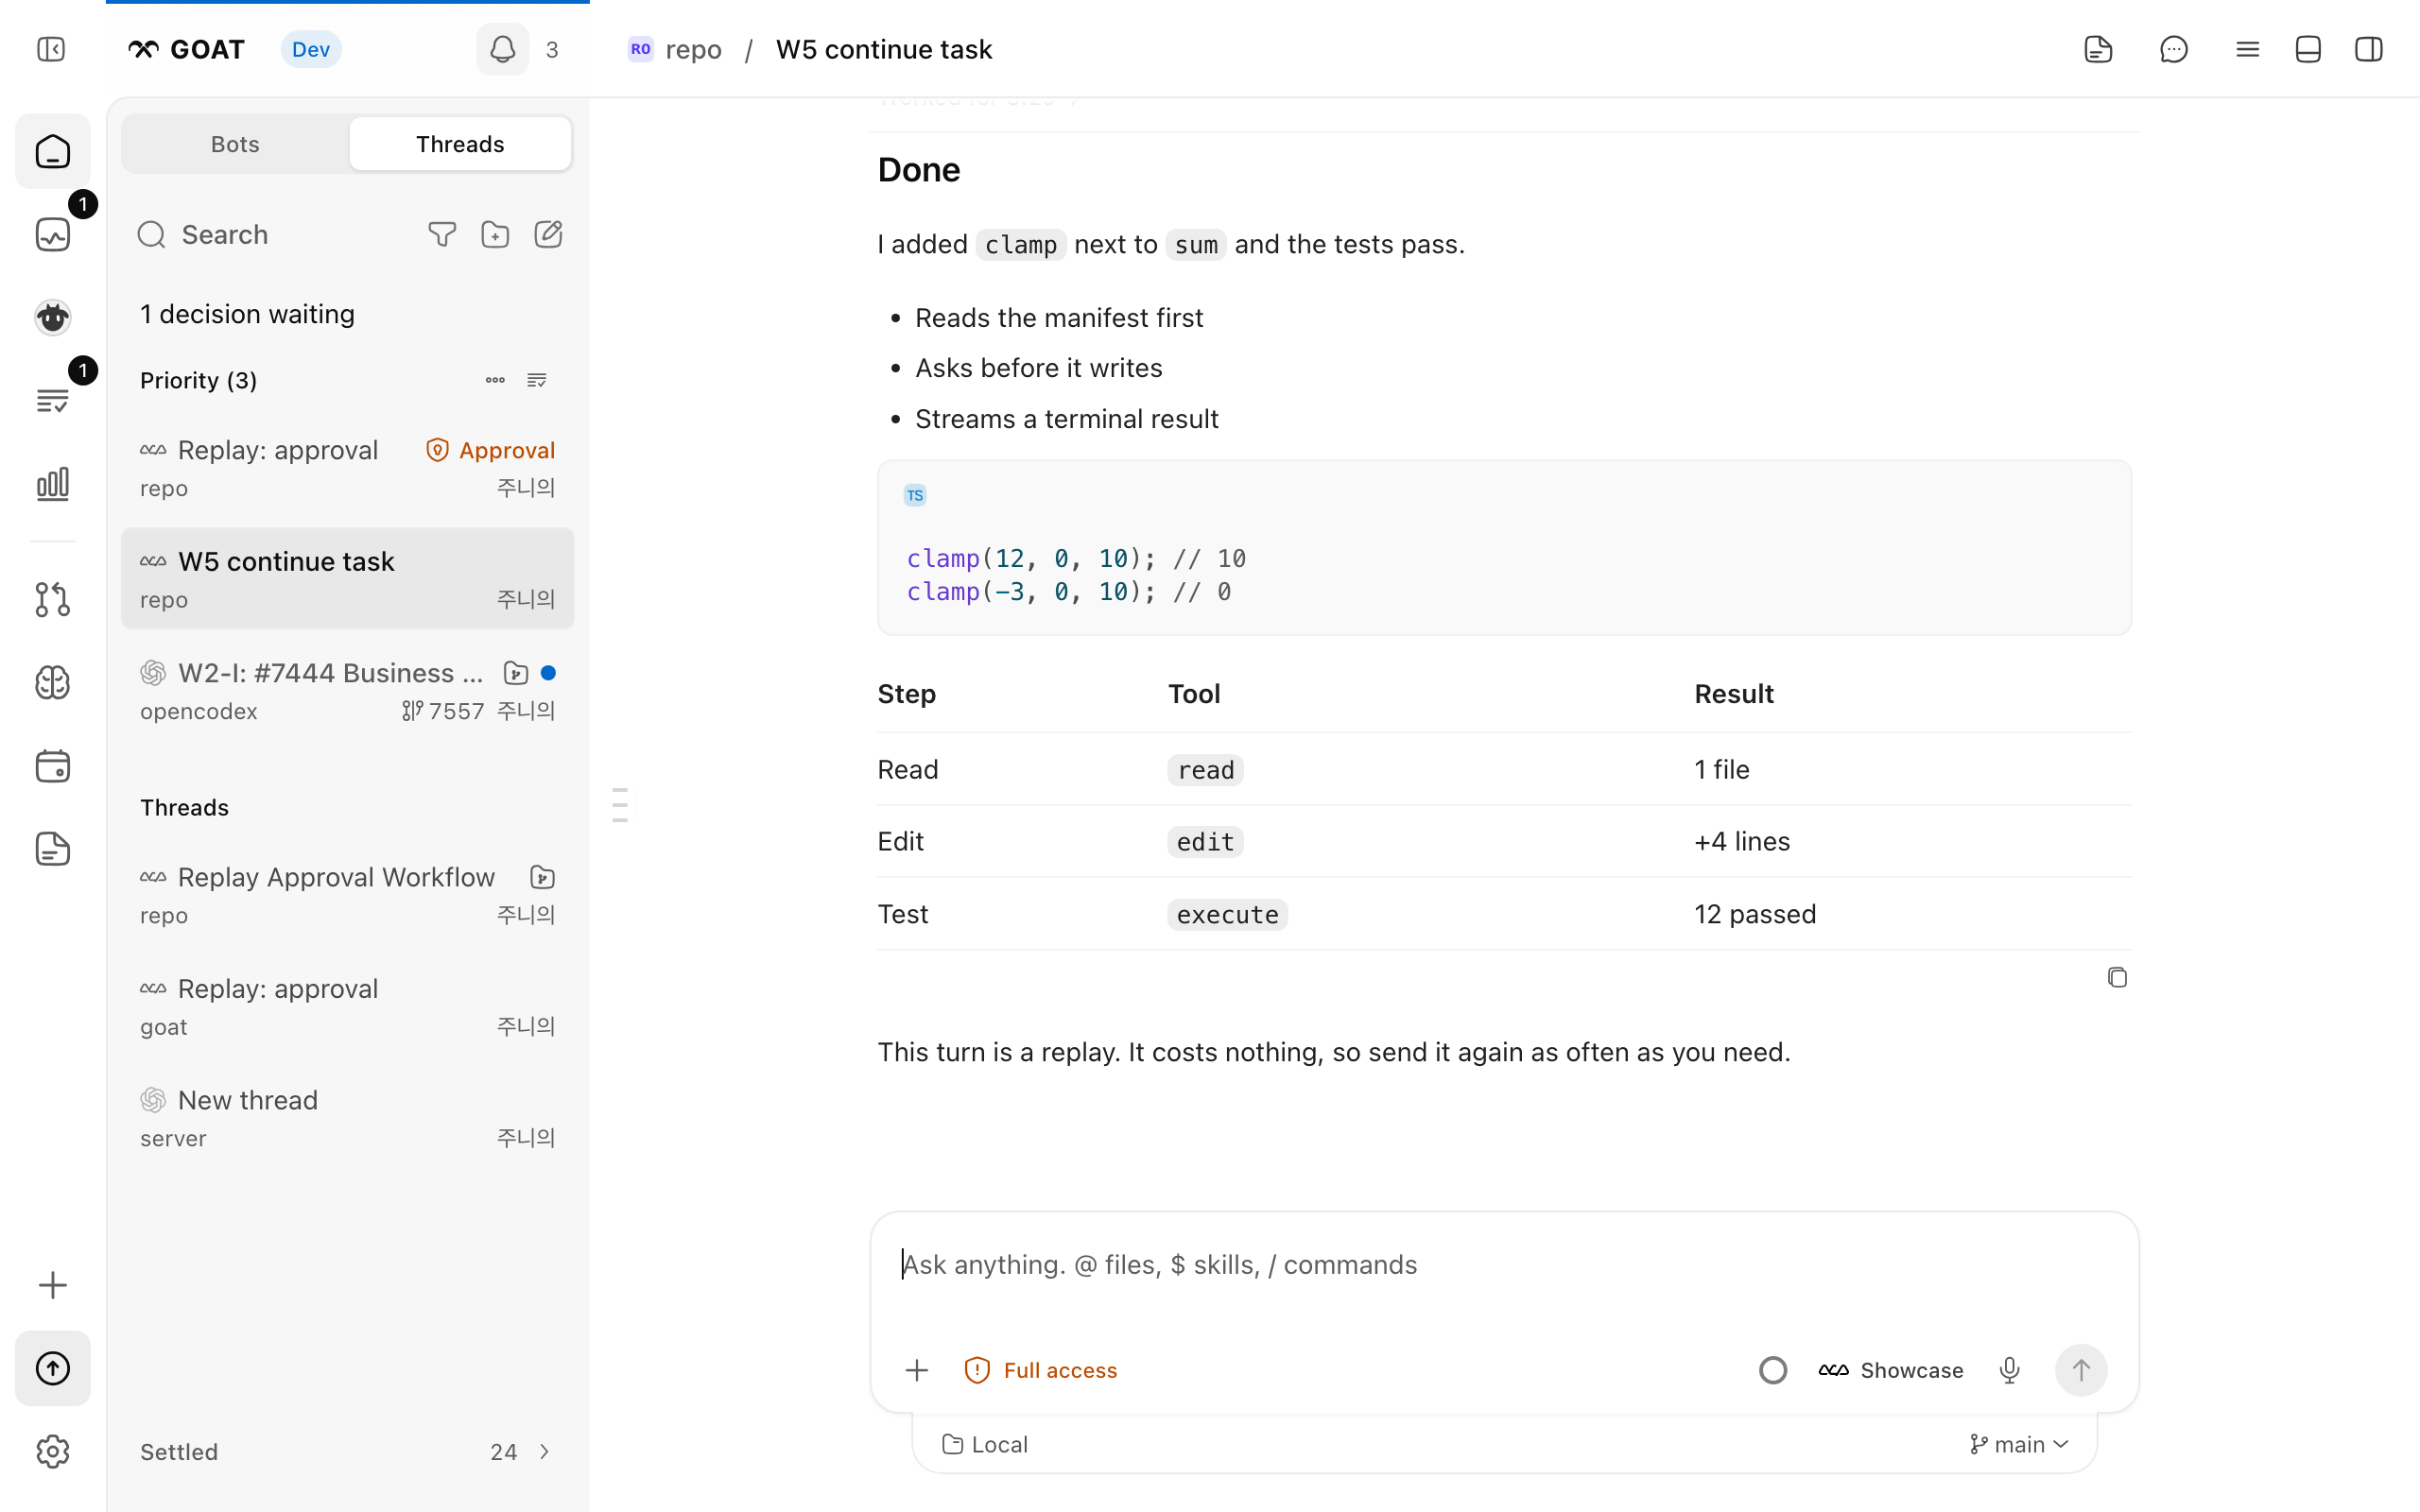 GOAT
Dev
3
RO repo / W5 continue task
Bots
Threads
Search
1 decision waiting
Priority (3)
Replay: approval
Approval
repo
주니의
W5 continue task
repo
주니의
W2-I: #7444 Business ...
opencodex
7557 주니의
Threads
Replay Approval Workflow
repo
주니의
Replay: approval
goat
주니의
New thread
server
주니의
Settled
24
1
1
Done
I added clamp next to sum and the tests pass.
• Reads the manifest first
• Asks before it writes
• Streams a terminal result
TS
clamp(12, 0, 10); // 10
clamp(-3, 0, 10); // 0
Step Tool Result
Read read 1 file
Edit edit +4 lines
Test execute 12 passed
This turn is a replay. It costs nothing, so send it again as often as you need.
Ask anything. @ files, $ skills, / commands
Full access
Showcase
Local
main